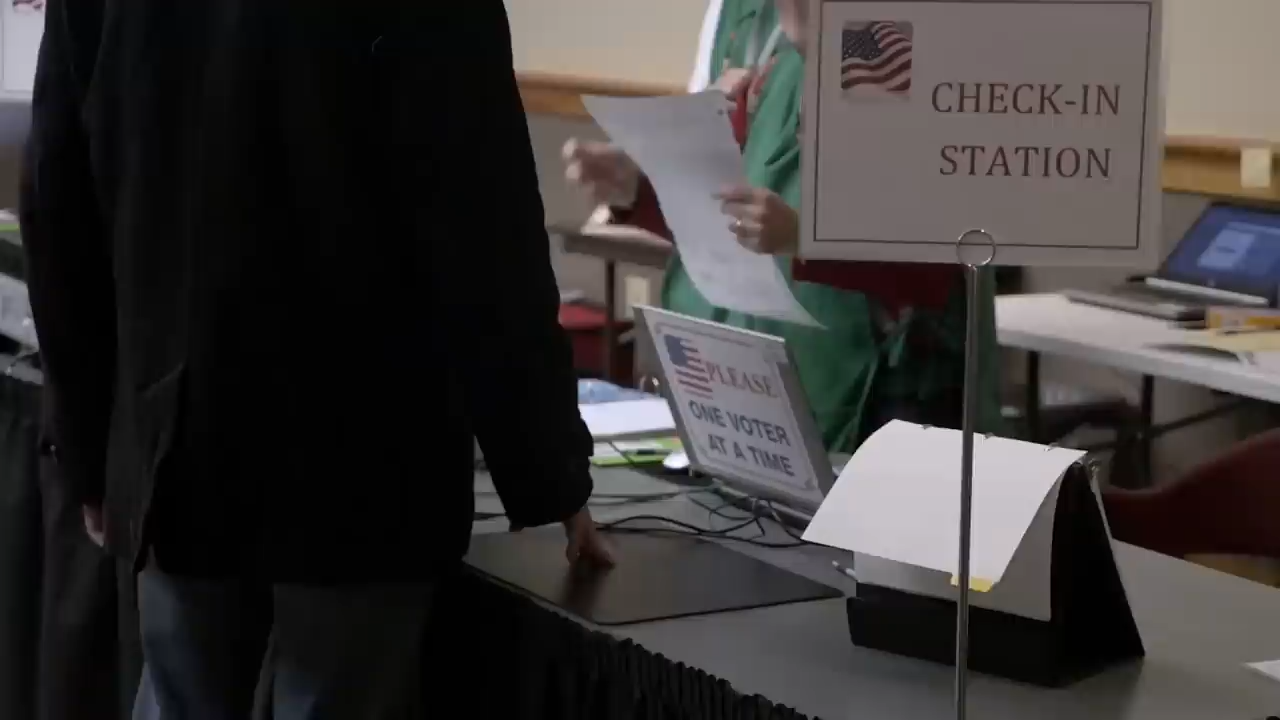 CHECK-IN
STATION
PLEASE
ONE VOTER
AT A TIME